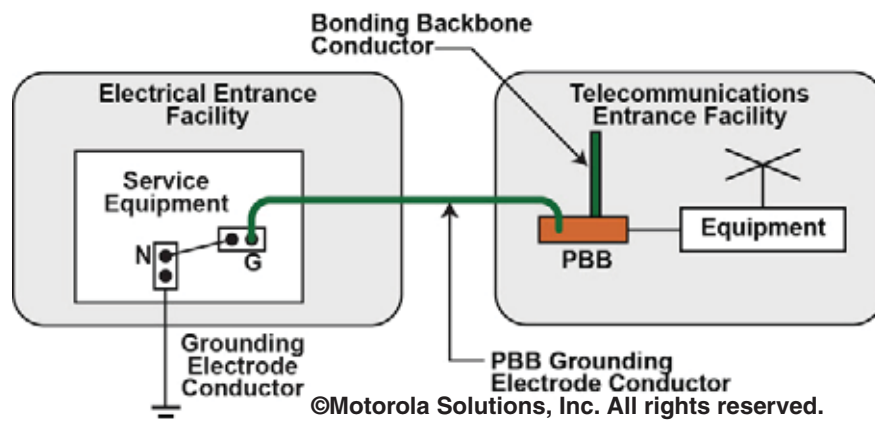 Bonding Backbone
Conductor
Electrical Entrance
Facility
Telecommunications
Entrance Facility
Service
Equipment
N
G
PBB
Equipment
Grounding
Electrode
Conductor
PBB Grounding
Electrode Conductor
©Motorola Solutions, Inc. All rights reserved.